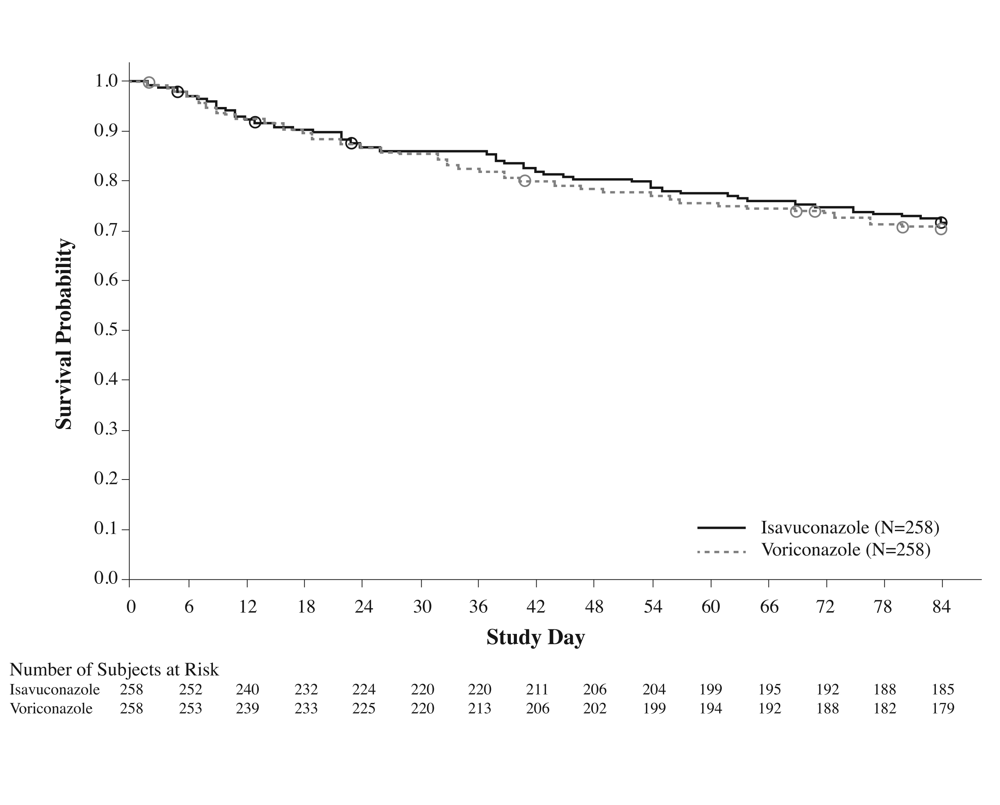 Survival Probability
1.0
0.9
0.8
0.7
0.6
0.5
0.4
0.3
0.2
0.1
0.0
Isavuconazole (N=258)
Voriconazole (N=258)
0 6 12 18 24 30 36 42 48 54 60 66 72 78 84
Study Day
Number of Subjects at Risk
Isavuconazole 258 252 240 232 224 220 220 211 206 204 199 195 192 188 185
Voriconazole 258 253 239 233 225 220 213 206 202 199 194 192 188 182 179